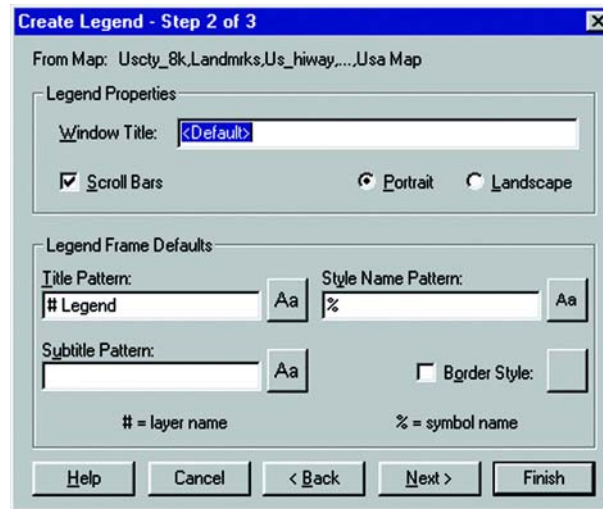 Create Legend - Step 2 of 3
From Map: Uscty_8k,Landmrks,Us_hiway,...,Usa Map
Legend Properties
Window Title: <Default>
Scroll Bars
Portrait
Landscape
Legend Frame Defaults
Title Pattern:
Style Name Pattern:
# Legend
Aa
%
Aa
Subtitle Pattern:
Aa
Border Style:
# = layer name
% = symbol name
Help
Cancel
< Back
Next >
Finish